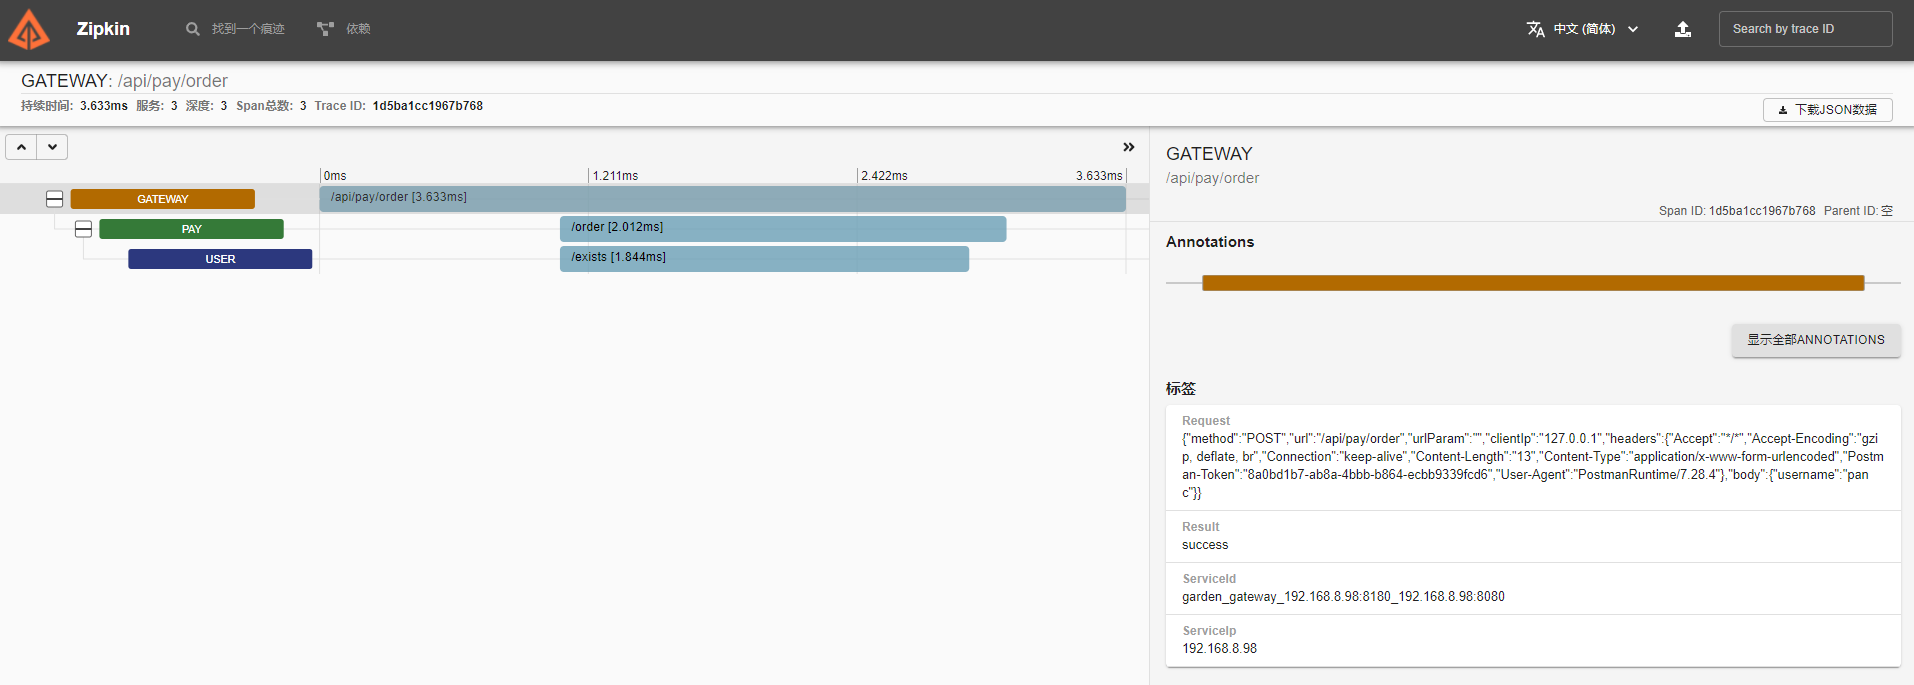 Zipkin 找到一个痕迹 依赖 中文 (简体) Search by trace ID
GATEWAY: /api/pay/order
持续时间: 3.633ms 服务: 3 深度: 3 Span总数: 3 Trace ID: 1d5ba1cc1967b768
下载JSON数据
0ms 1.211ms 2.422ms 3.633ms
GATEWAY /api/pay/order [3.633ms]
PAY /order [2.012ms]
USER /exists [1.844ms]
GATEWAY
/api/pay/order
Span ID: 1d5ba1cc1967b768 Parent ID: 空
Annotations
显示全部ANNOTATIONS
标签
Request
{"method":"POST","url":"/api/pay/order","urlParam":"","clientIp":"127.0.0.1","headers":{"Accept":"*/*","Accept-Encoding":"gzi
p, deflate, br","Connection":"keep-alive","Content-Length":"13","Content-Type":"application/x-www-form-urlencoded","Postm
an-Token":"8a0bd1b7-ab8a-4bbb-b864-ecbb9339fcd6","User-Agent":"PostmanRuntime/7.28.4"},"body":{"username":"pan
c"}}
Result
success
ServiceId
garden_gateway_192.168.8.98:8180_192.168.8.98:8080
ServiceIp
192.168.8.98